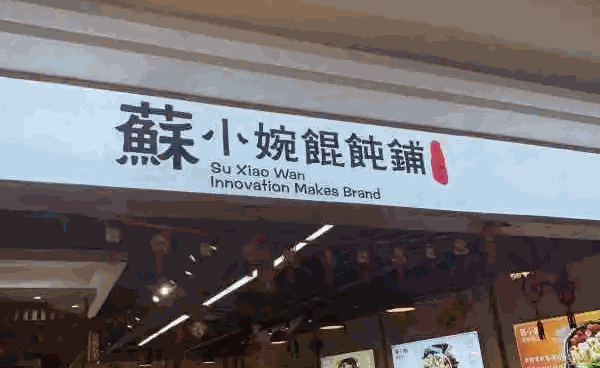 蘇小婉餛飩鋪
Su Xiao Wan
Innovation Makes Brand